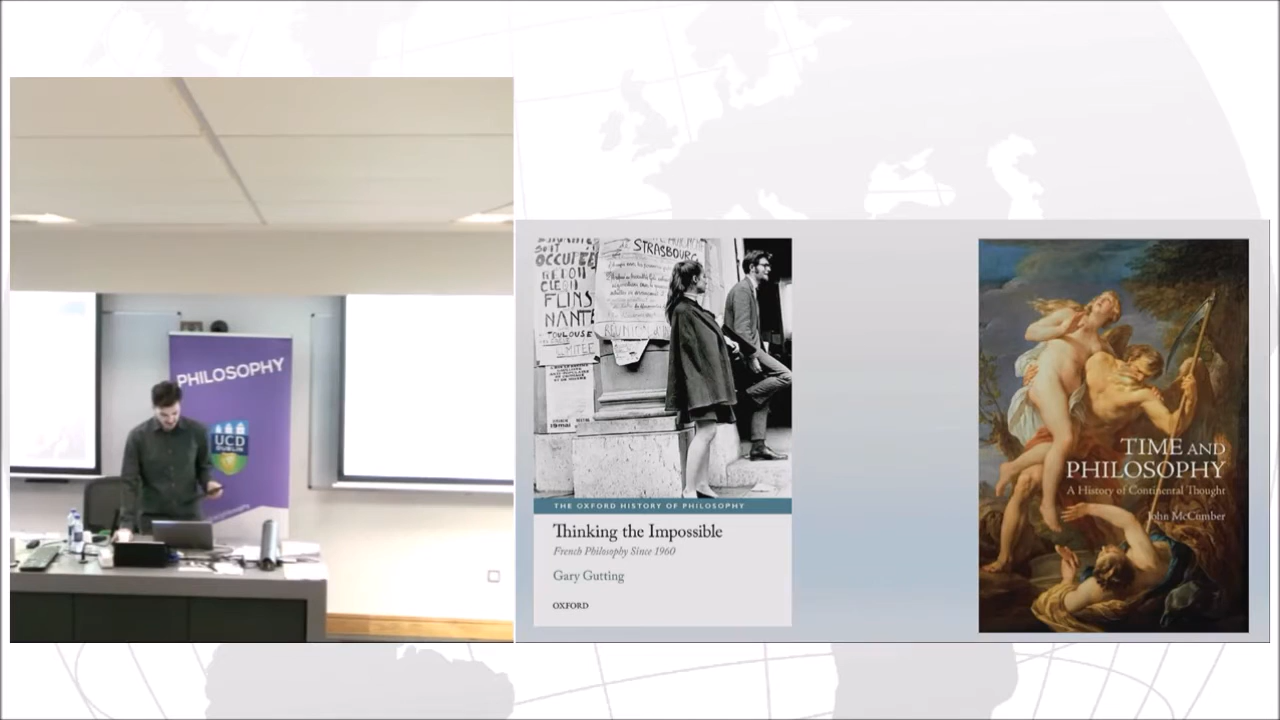 PHILOSOPHY
UCD
DUBLIN
OCCUPÉE
FLINS
STRASBOURG
TOULOUSE
THE OXFORD HISTORY OF PHILOSOPHY
Thinking the Impossible
French Philosophy Since 1960
Gary Gutting
OXFORD
TIME AND
PHILOSOPHY
A History of Continental Thought
John McCumber